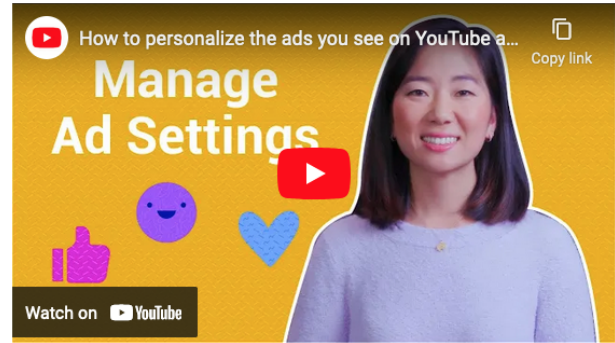 How to personalize the ads you see on YouTube a...
Copy link
Manage
Ad Settings
Watch on YouTube